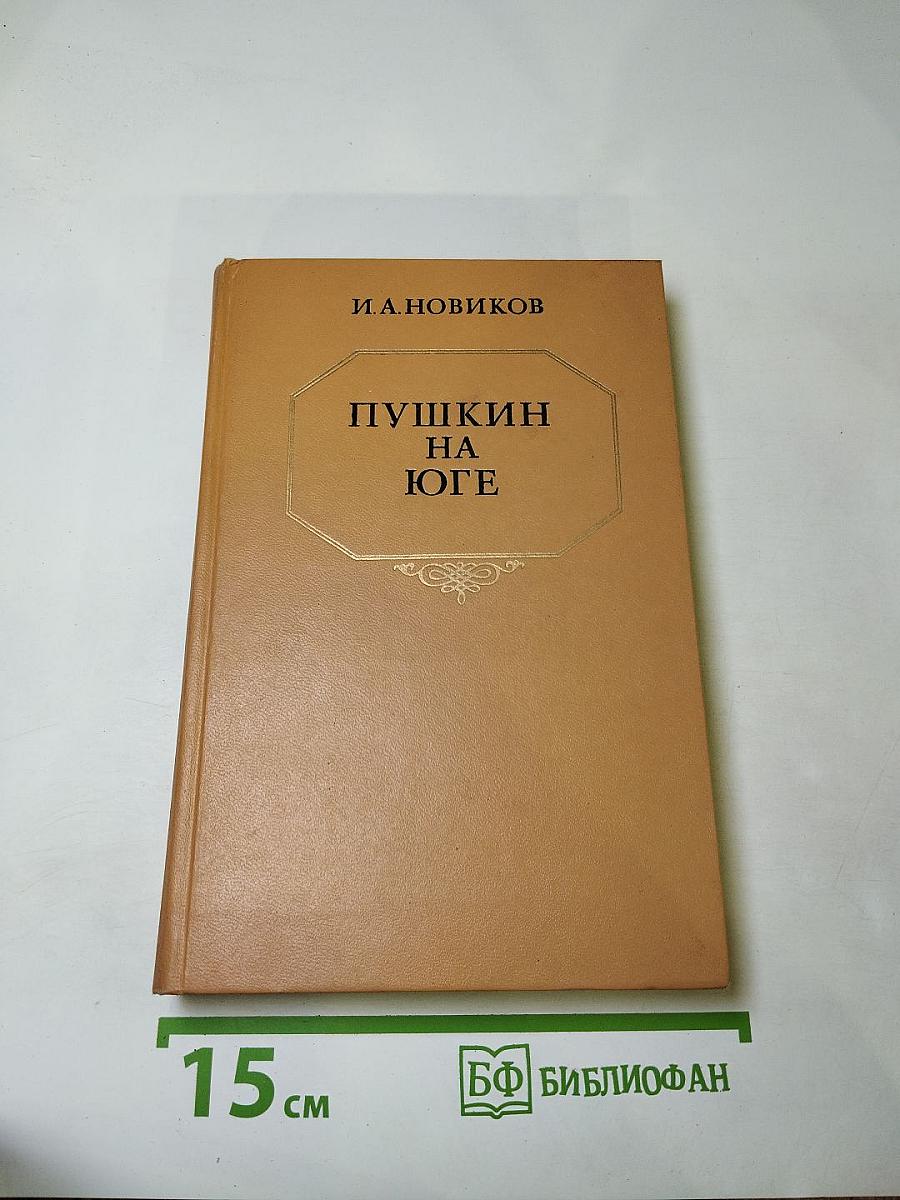 И. А. НОВИКОВ
ПУШКИН
НА
ЮГЕ
15 см
БФ БИБЛИОФАН